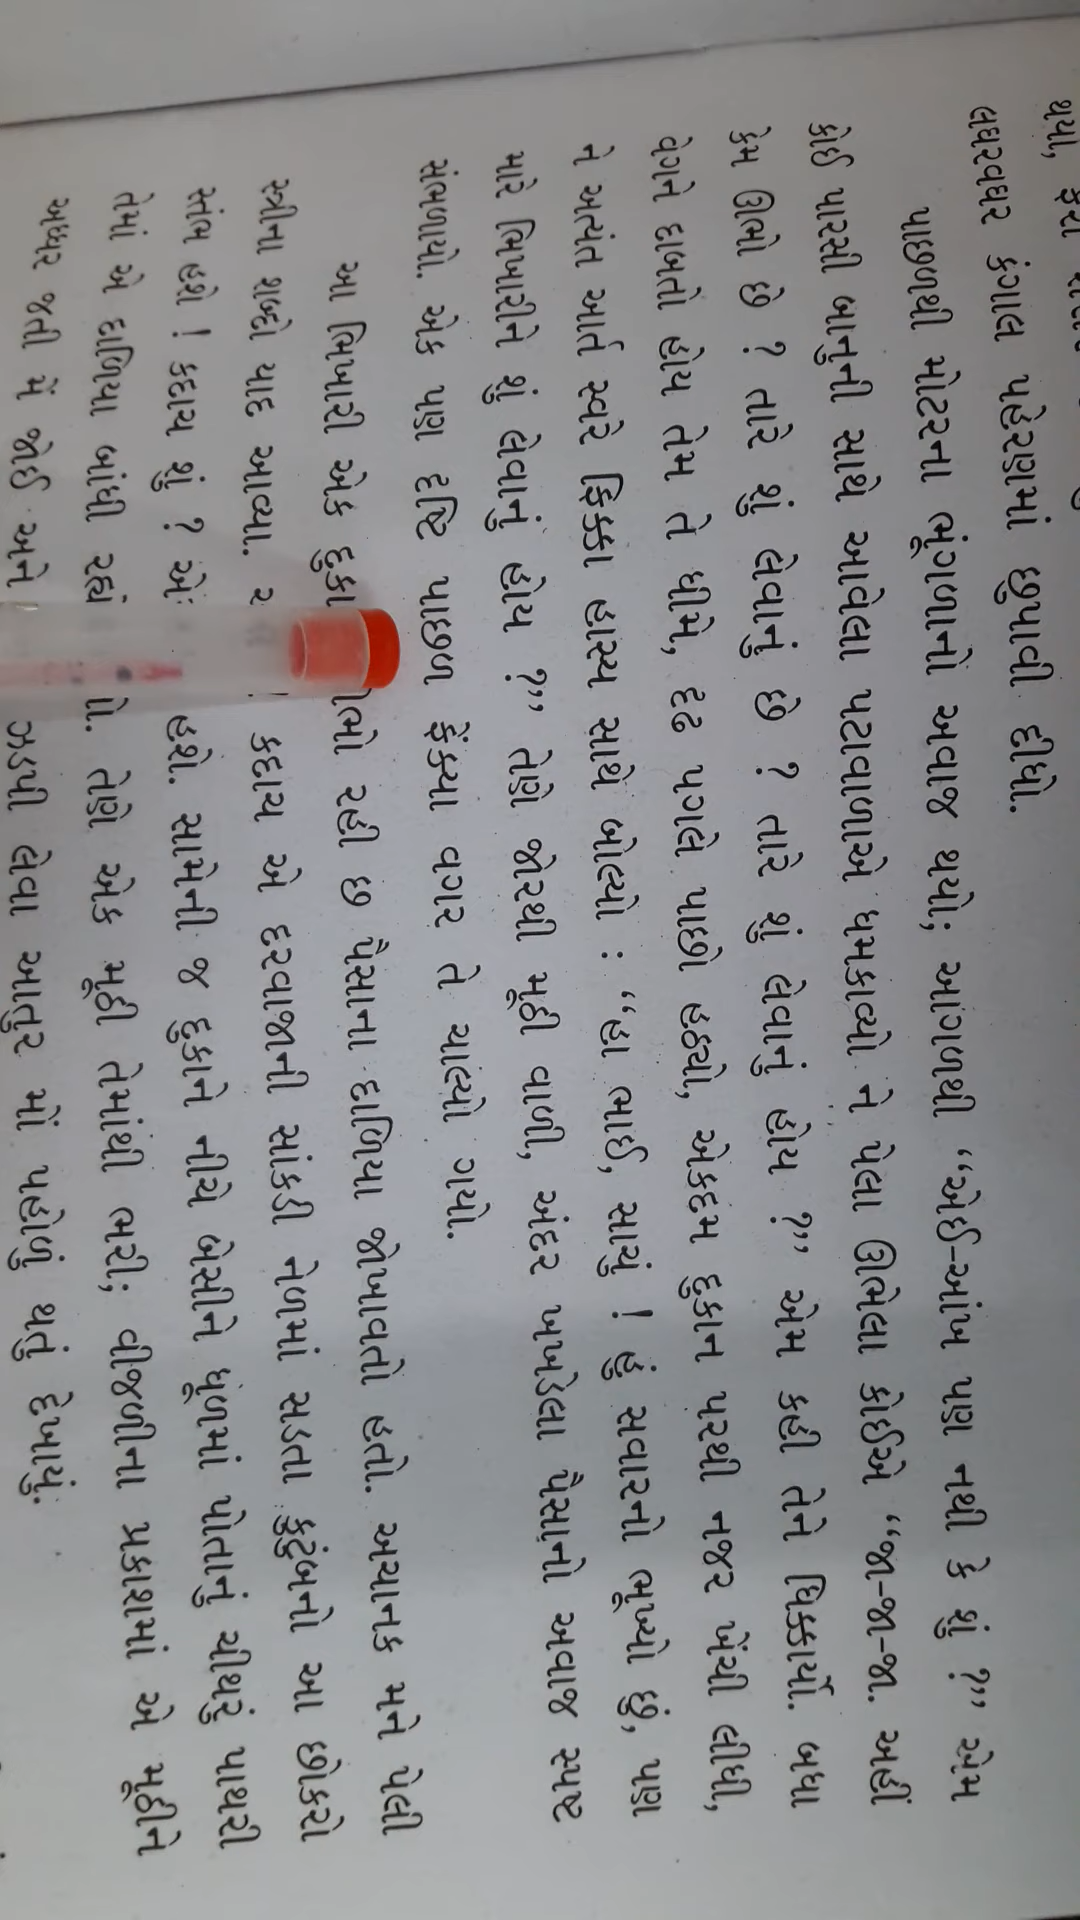 થયા, ફરી
લઘરવઘર કંગાલ પહેરણમાં છુપાવી દીધો.
પાછળથી મોટરના ભૂંગળાનો અવાજ થયો; આંગળથી “એઈ-આંખ પણ નથી કે શું ?” એમ
કોઈ પારસી બાનુની સાથે આવેલા પટાવાળાએ ધમકાવ્યો ને પેલા ઊભેલા કોઈએ “જા-જા-જા. અહીં
કેમ ઊભો છે ? તારે શું લેવાનું છે ? તારે શું લેવાનું હોય ?” એમ કહી તેને ધિક્કાર્યો. બધા
વેગને દાબતો હોય તેમ તે ધીમે, દૃઢ પગલે પાછો હઠ્યો, એકદમ દુકાન પરથી નજર ખેંચી લીધી,
ને અત્યંત આર્ત સ્વરે ફિક્કા હાસ્ય સાથે બોલ્યો : “હા ભાઈ, સાચું ! હું સવારનો ભૂખ્યો છું, પણ
મારે ભિખારીને શું લેવાનું હોય ?” તેણે જોરથી મૂઠી વાળી, અંદર ખખડેલા પૈસાનો અવાજ સ્પષ્ટ
સંભળાયો. એક પણ દૃષ્ટિ પાછળ ફેંક્યા વગર તે ચાલ્યો ગયો.
આ ભિખારી એક દુકા ભો રહી છ પૈસાના દાળિયા જોખાવતો હતો. અચાનક મને પેલી
સ્ત્રીના શબ્દો યાદ આવ્યા. ર ! કદાચ એ દરવાજાની સાંકડી નેળમાં સડતા કુટુંબનો આ છોકરો
સ્તંભ હશે ! કદાચ શું ? એ હશે. સામેની જ દુકાને નીચે બેસીને ધૂળમાં પોતાનું ચીથરું પાથરી
તેમાં એ દાળિયા બાંધી રહ્યો તો. તેણે એક મૂઠી તેમાંથી ભરી; વીજળીના પ્રકાશમાં એ મૂઠીને
અધ્ધર જતી મેં જોઈ અને ઝડપી લેવા આતુર મોં પહોળું થતું દેખાયું.